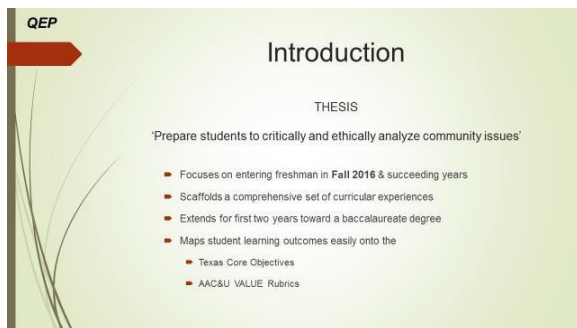 QEP
Introduction
THESIS
‘Prepare students to critically and ethically analyze community issues’
Focuses on entering freshman in Fall 2016 & succeeding years
Scaffolds a comprehensive set of curricular experiences
Extends for first two years toward a baccalaureate degree
Maps student learning outcomes easily onto the
Texas Core Objectives
AAC&U VALUE Rubrics